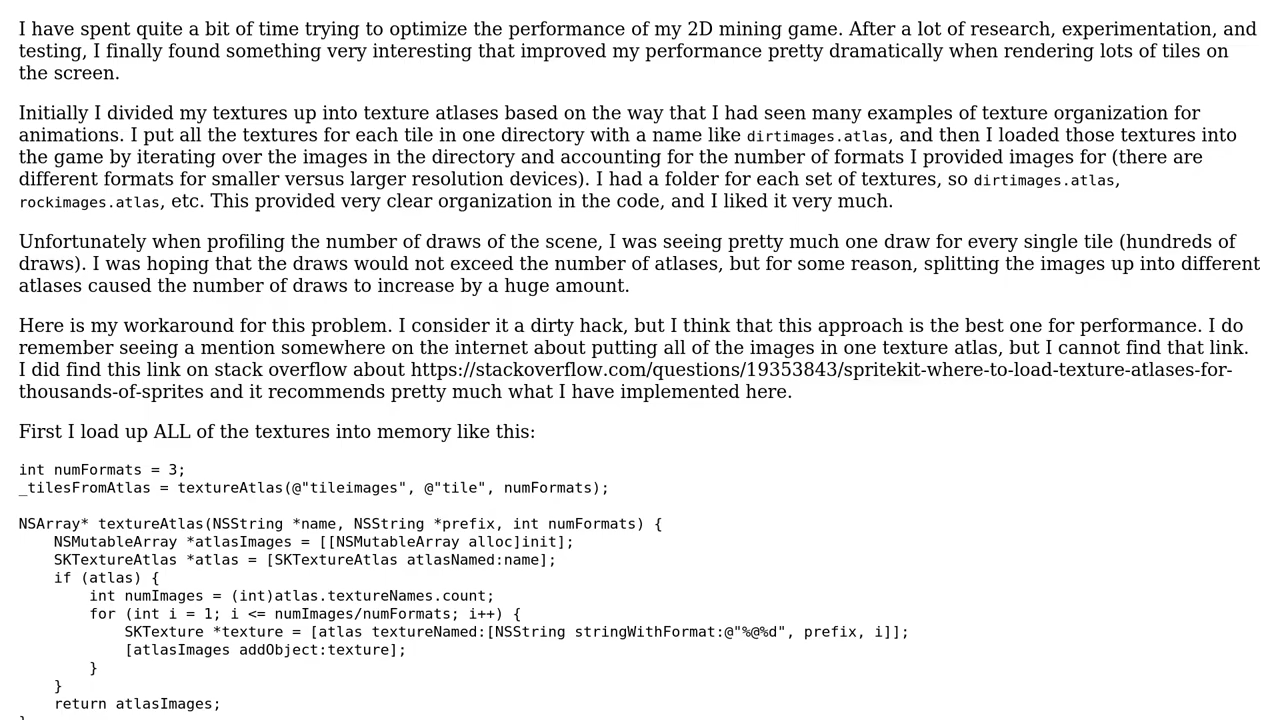 I have spent quite a bit of time trying to optimize the performance of my 2D mining game. After a lot of research, experimentation, and
testing, I finally found something very interesting that improved my performance pretty dramatically when rendering lots of tiles on
the screen.
Initially I divided my textures up into texture atlases based on the way that I had seen many examples of texture organization for
animations. I put all the textures for each tile in one directory with a name like dirtimages.atlas, and then I loaded those textures into
the game by iterating over the images in the directory and accounting for the number of formats I provided images for (there are
different formats for smaller versus larger resolution devices). I had a folder for each set of textures, so dirtimages.atlas,
rockimages.atlas, etc. This provided very clear organization in the code, and I liked it very much.
Unfortunately when profiling the number of draws of the scene, I was seeing pretty much one draw for every single tile (hundreds of
draws). I was hoping that the draws would not exceed the number of atlases, but for some reason, splitting the images up into different
atlases caused the number of draws to increase by a huge amount.
Here is my workaround for this problem. I consider it a dirty hack, but I think that this approach is the best one for performance. I do
remember seeing a mention somewhere on the internet about putting all of the images in one texture atlas, but I cannot find that link.
I did find this link on stack overflow about https://stackoverflow.com/questions/19353843/spritekit-where-to-load-texture-atlases-for-
thousands-of-sprites and it recommends pretty much what I have implemented here.
First I load up ALL of the textures into memory like this:
int numFormats = 3;
_tilesFromAtlas = textureAtlas(@"tileimages", @"tile", numFormats);
NSArray* textureAtlas(NSString *name, NSString *prefix, int numFormats) {
    NSMutableArray *atlasImages = [[NSMutableArray alloc]init];
    SKTextureAtlas *atlas = [SKTextureAtlas atlasNamed:name];
    if (atlas) {
        int numImages = (int)atlas.textureNames.count;
        for (int i = 1; i <= numImages/numFormats; i++) {
            SKTexture *texture = [atlas textureNamed:[NSString stringWithFormat:@"%@%d", prefix, i]];
            [atlasImages addObject:texture];
        }
    }
    return atlasImages;
}